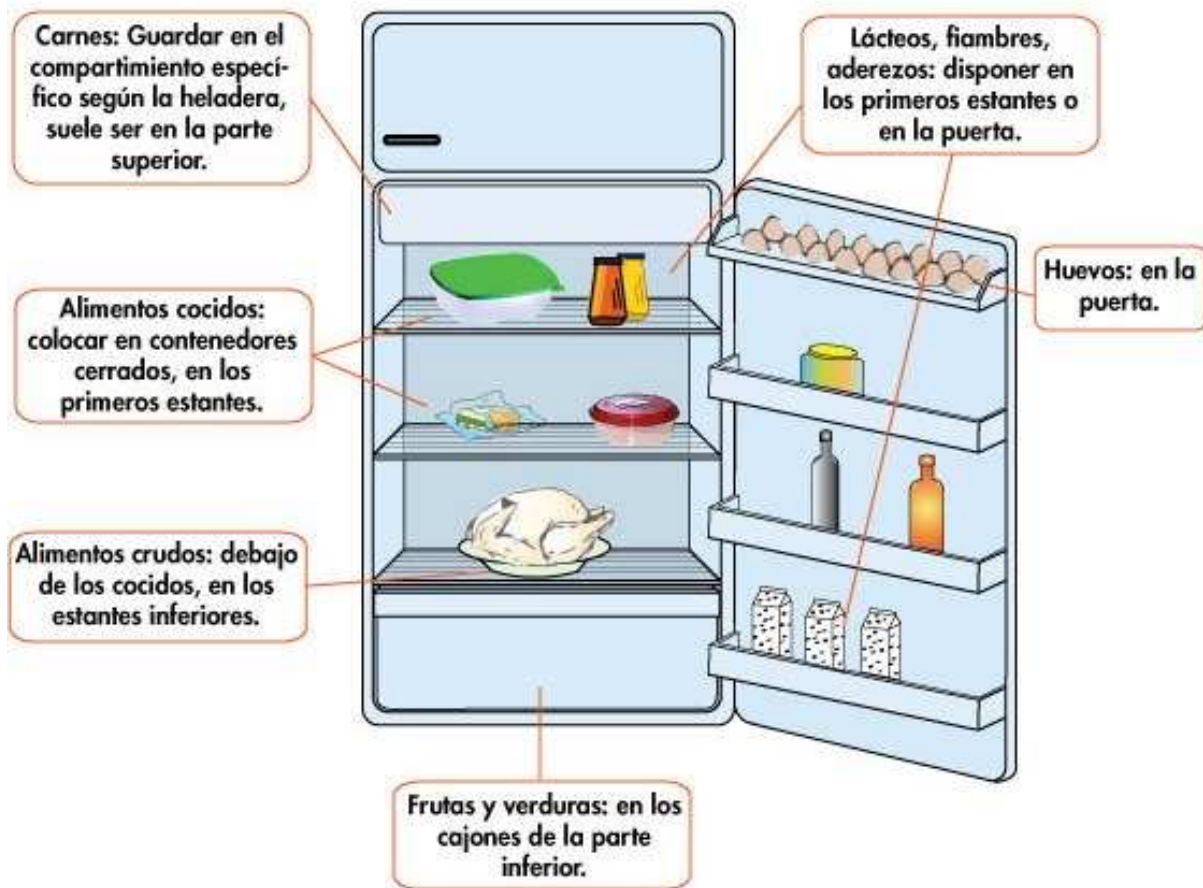 Carnes: Guardar en el
compartimiento especí-
fico según la heladera,
suele ser en la parte
superior.
Lácteos, fiambres,
aderezos: disponer en
los primeros estantes o
en la puerta.
Huevos: en la
puerta.
Alimentos cocidos:
colocar en contenedores
cerrados, en los
primeros estantes.
Alimentos crudos: debajo
de los cocidos, en los
estantes inferiores.
Frutas y verduras: en los
cajones de la parte
inferior.